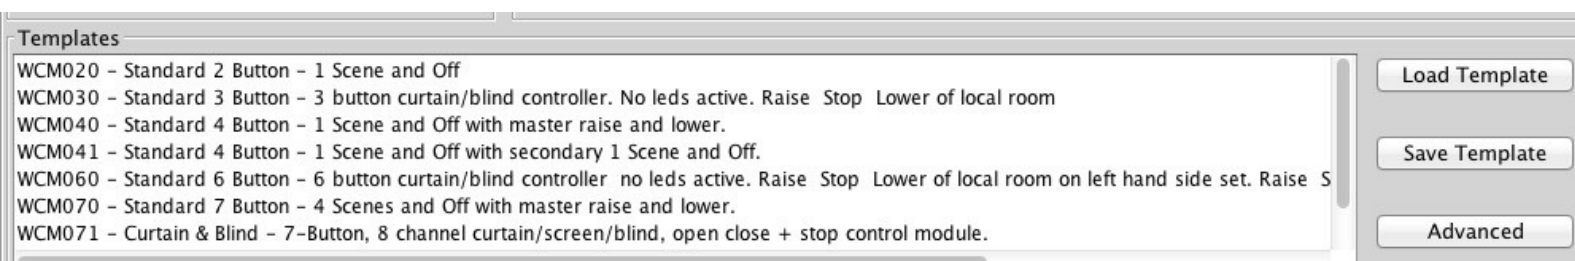 Templates
WCM020 – Standard 2 Button – 1 Scene and Off
WCM030 – Standard 3 Button – 3 button curtain/blind controller. No leds active. Raise  Stop  Lower of local room
WCM040 – Standard 4 Button – 1 Scene and Off with master raise and lower.
WCM041 – Standard 4 Button – 1 Scene and Off with secondary 1 Scene and Off.
WCM060 – Standard 6 Button – 6 button curtain/blind controller  no leds active. Raise  Stop  Lower of local room on left hand side set. Raise  S
WCM070 – Standard 7 Button – 4 Scenes and Off with master raise and lower.
WCM071 – Curtain & Blind – 7–Button, 8 channel curtain/screen/blind, open close + stop control module.
Load Template
Save Template
Advanced